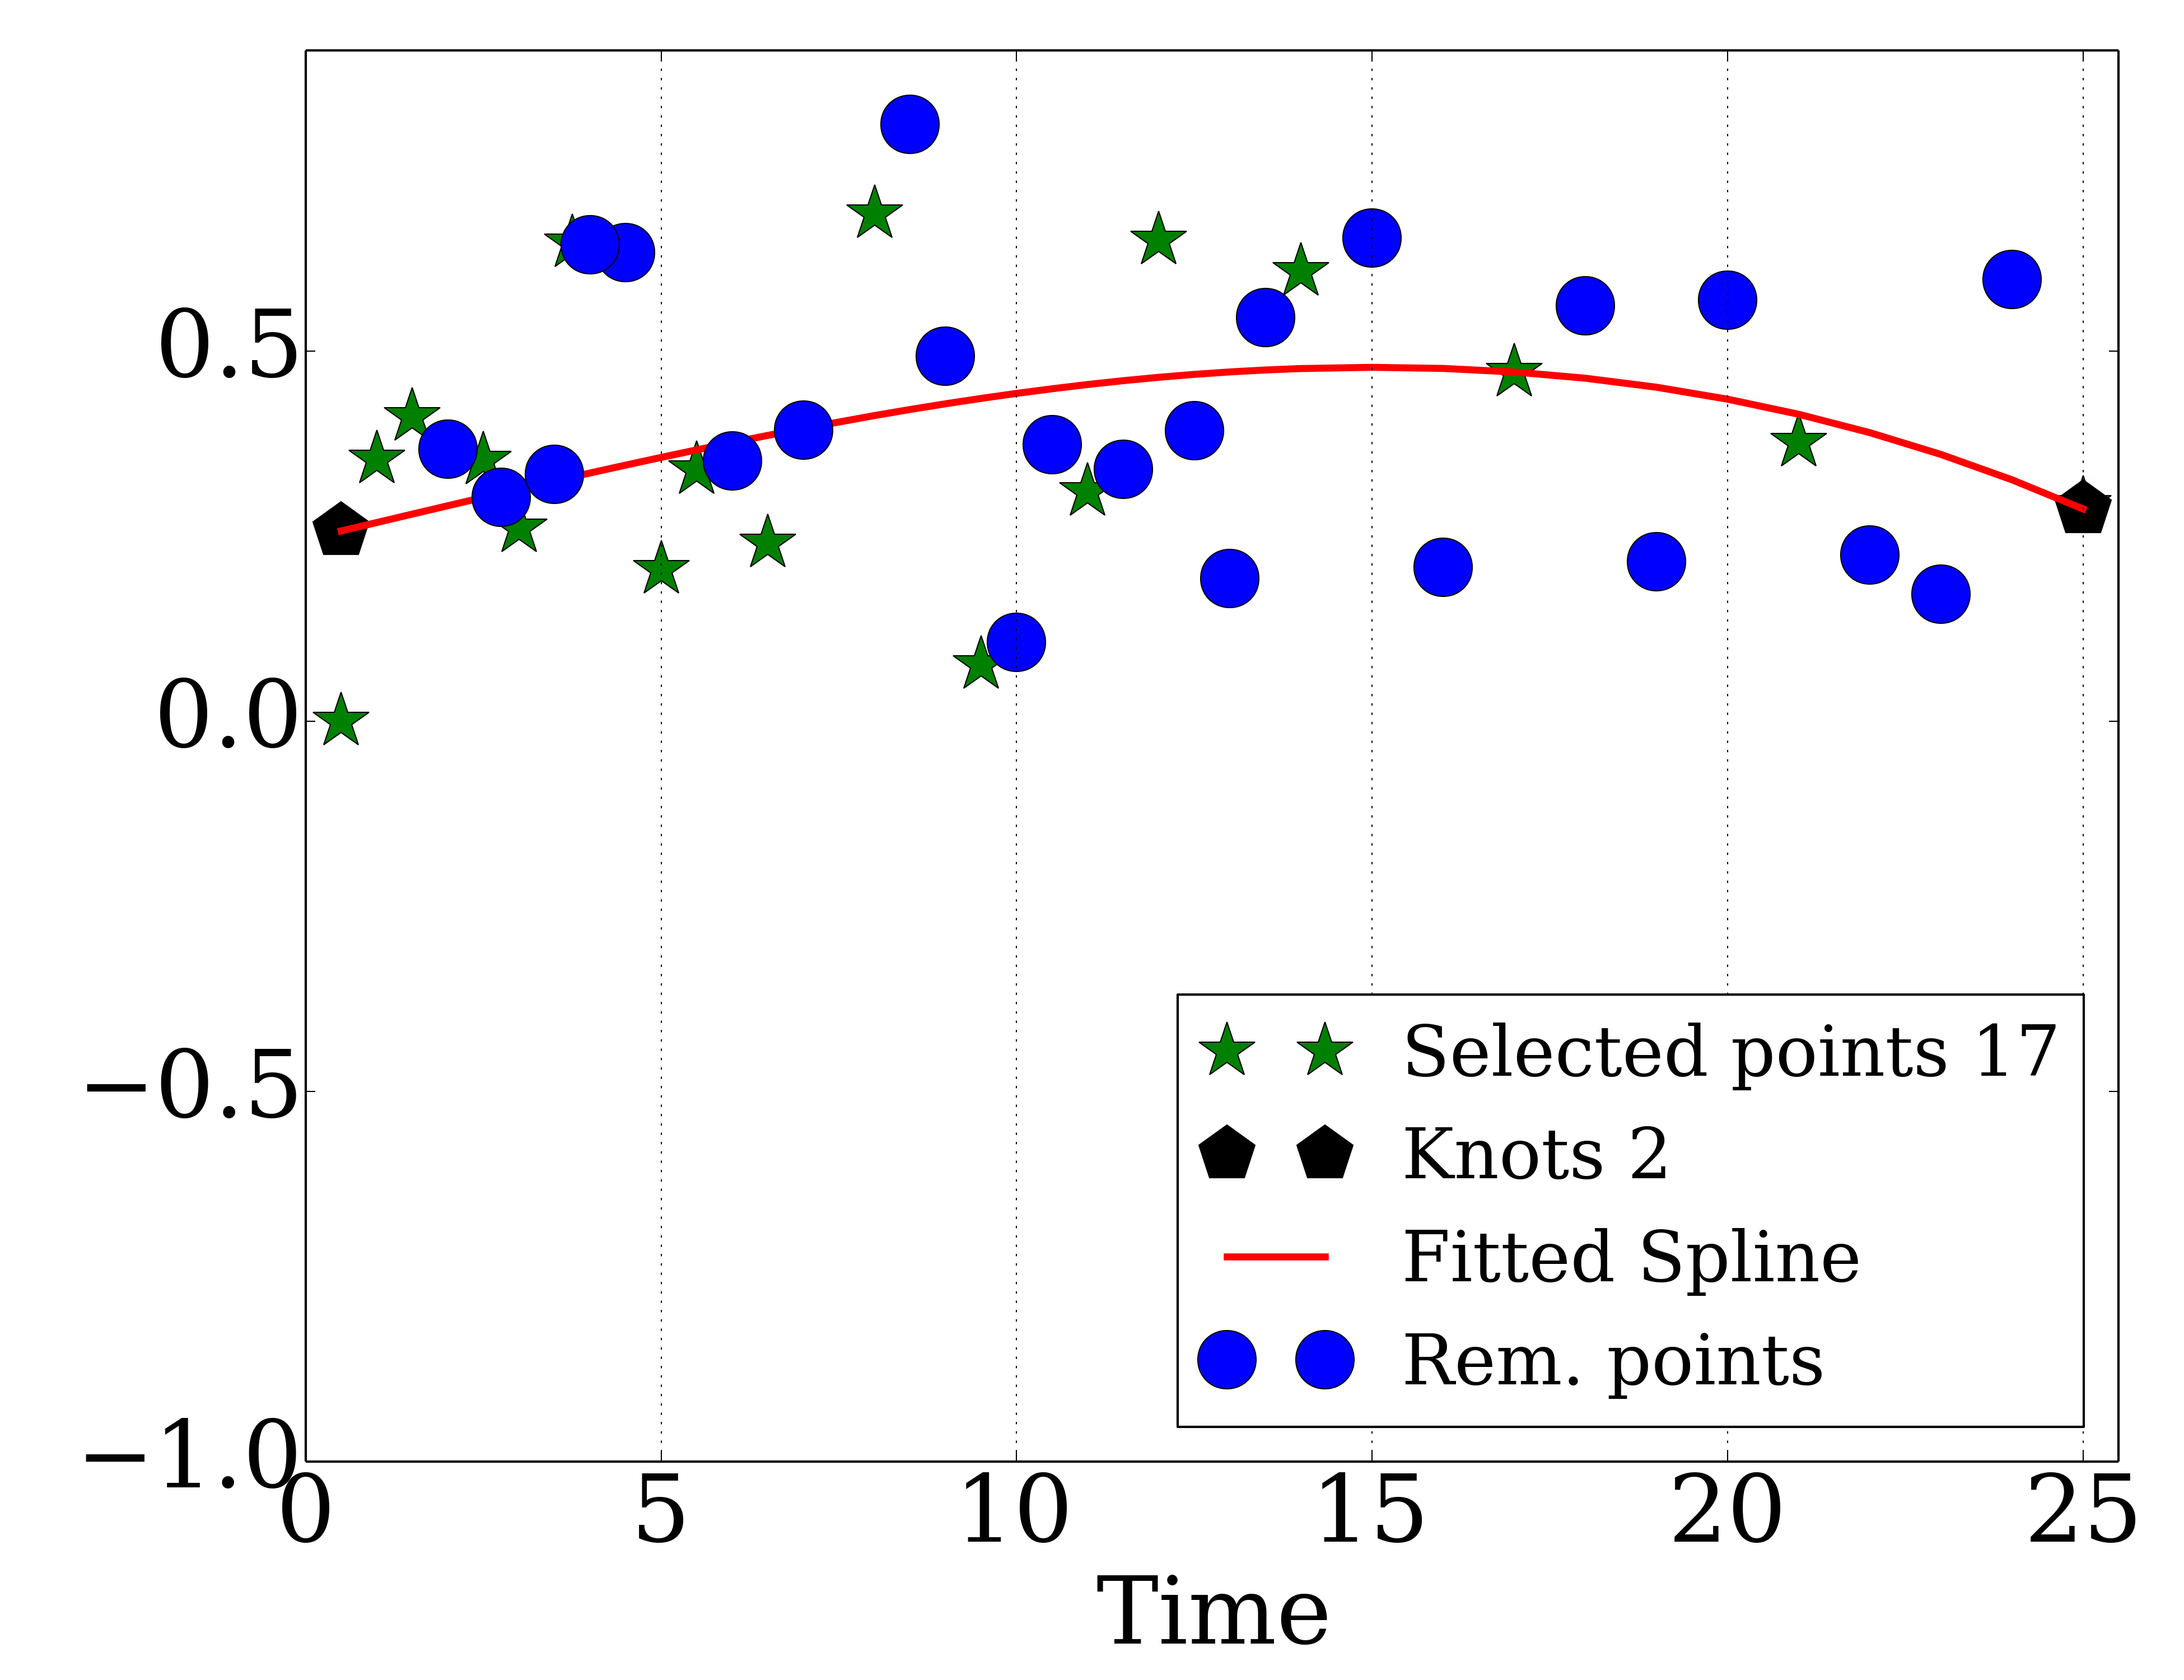 0.5
0.0
−0.5
−1.0
0 5 10 15 20 25
Time
Selected points 17
Knots 2
Fitted Spline
Rem. points